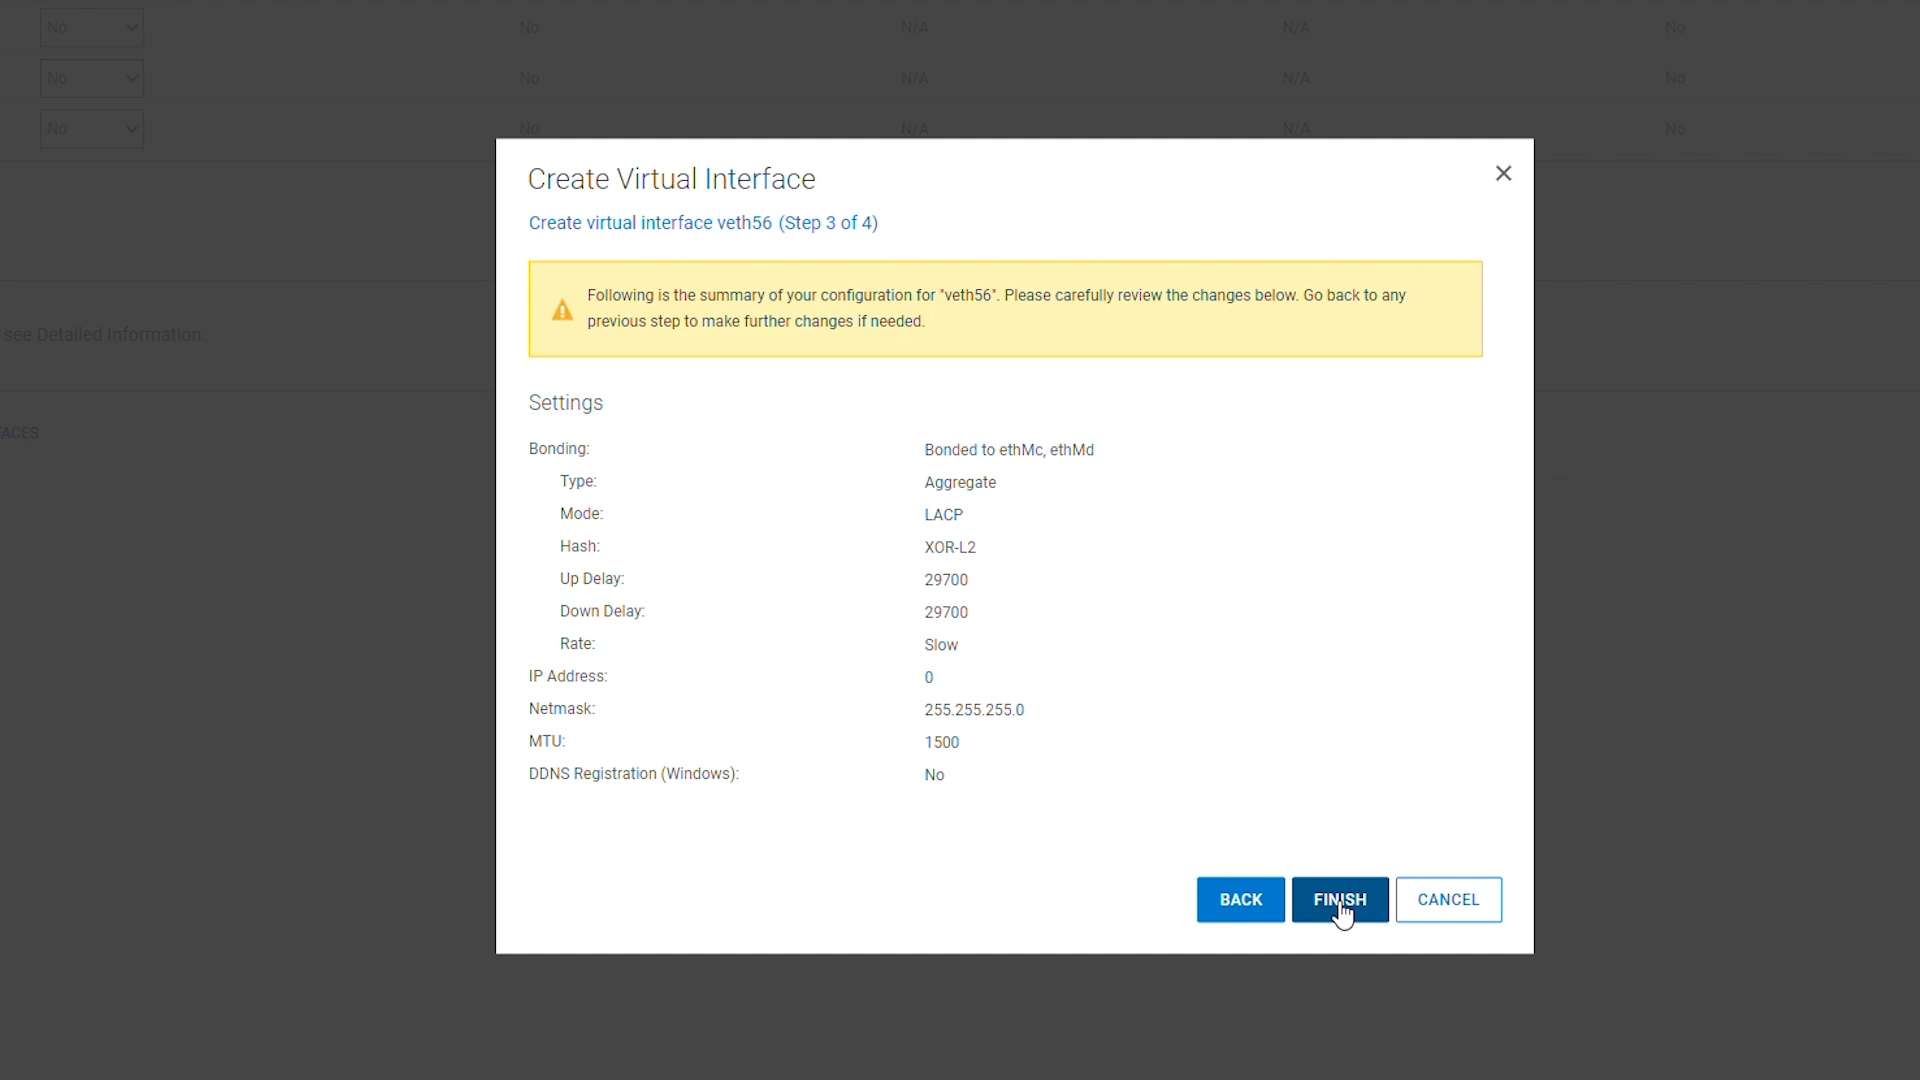 No No N/A N/A No
No No N/A N/A No
No No N/A N/A No
Create Virtual Interface
Create virtual interface veth56 (Step 3 of 4)
Following is the summary of your configuration for "veth56". Please carefully review the changes below. Go back to any
previous step to make further changes if needed.
see Detailed Information.
Settings
ACES
Bonding: Bonded to ethMc, ethMd
Type: Aggregate
Mode: LACP
Hash: XOR-L2
Up Delay: 29700
Down Delay: 29700
Rate: Slow
IP Address: 0
Netmask: 255.255.255.0
MTU: 1500
DDNS Registration (Windows): No
BACK FINISH CANCEL